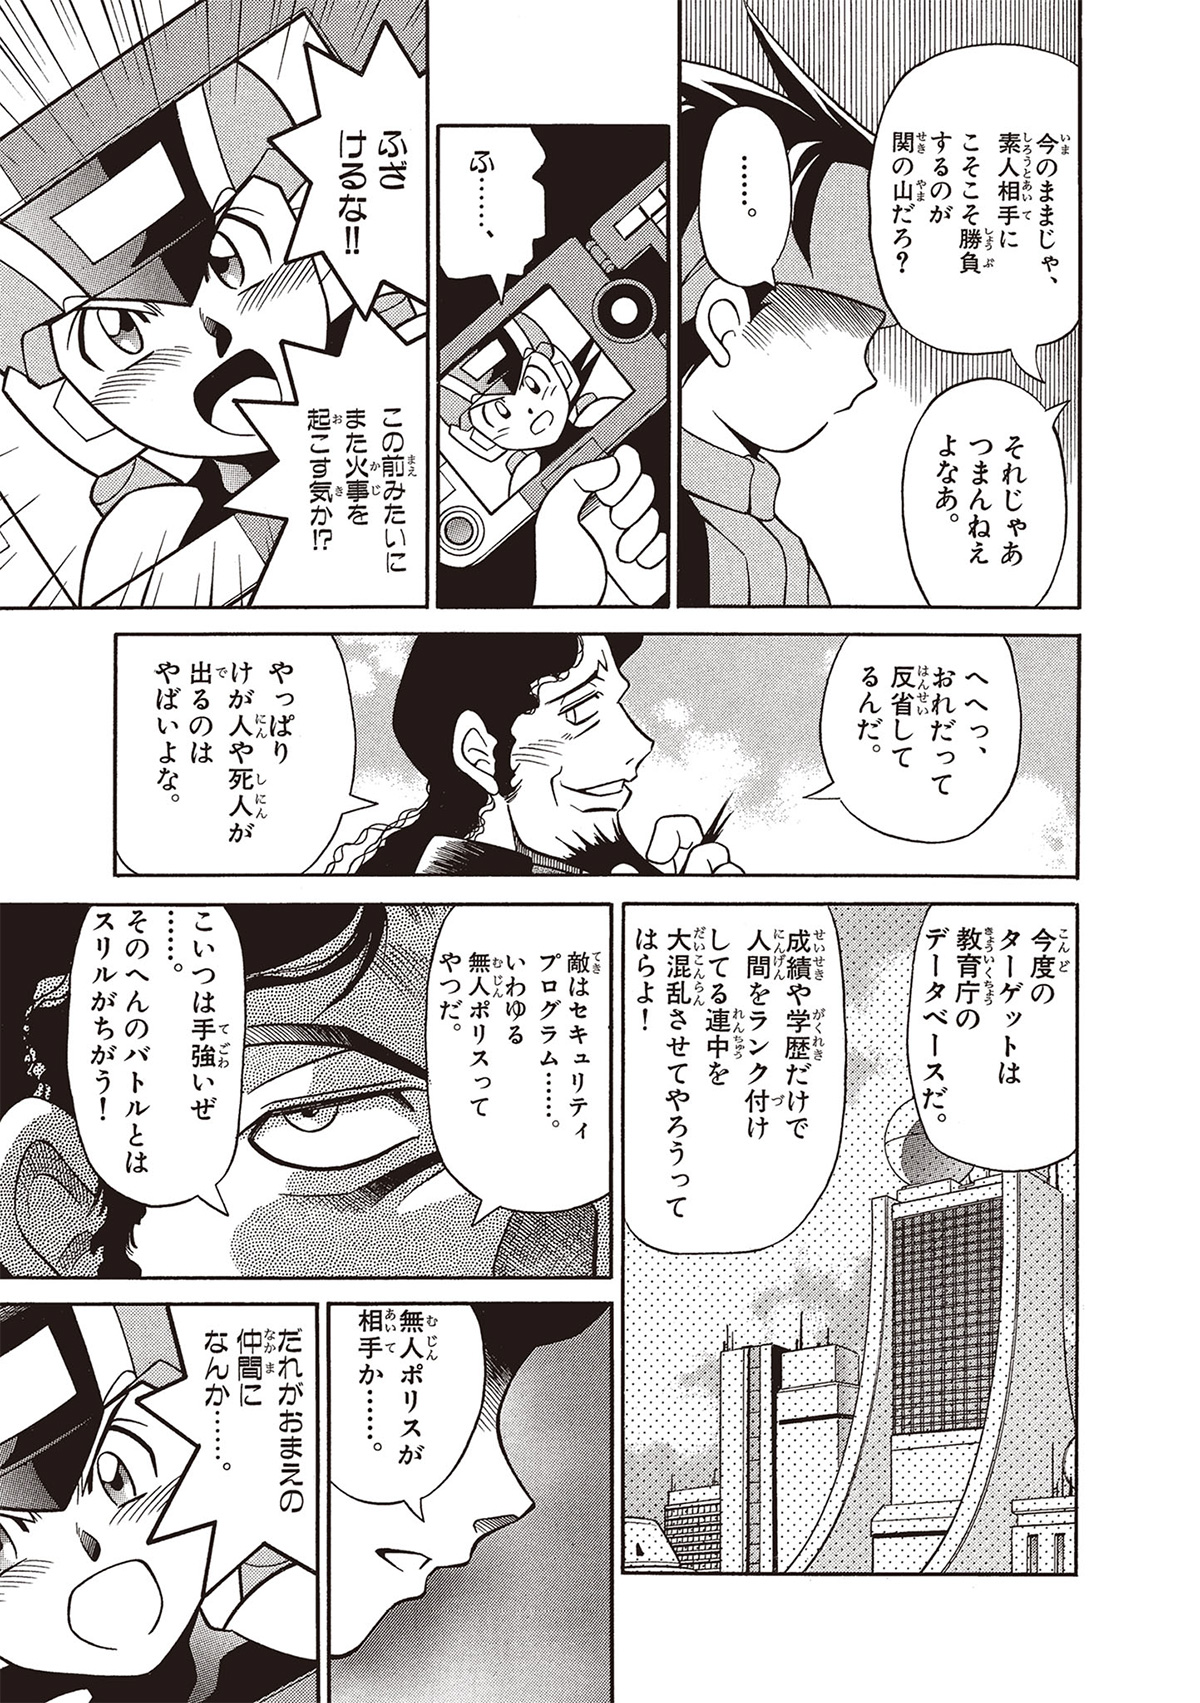 今のままじゃ、
素人相手に
こそこそ勝負
するのが
関の山だろ?
それじゃあ
つまんねえ
よなあ。
……。
ふ……、
ふざ
けるな!!
この前みたいに
また火事を
起こす気か!?
へへっ、
おれだって
反省して
るんだ。
やっぱり
けが人や死人が
出るのは
やばいよな。
今度の
ターゲットは
教育庁の
データベースだ。
成績や学歴だけで
人間をランク付け
してる連中を
大混乱させてやろうって
はらよ!
敵はセキュリティ
プログラム……。
いわゆる
無人ポリスって
やつだ。
こいつは手強いぜ
……。
そのへんのバトルとは
スリルがちがう!
無人ポリスが
相手か……。
だれがおまえの
仲間に
なんか……。